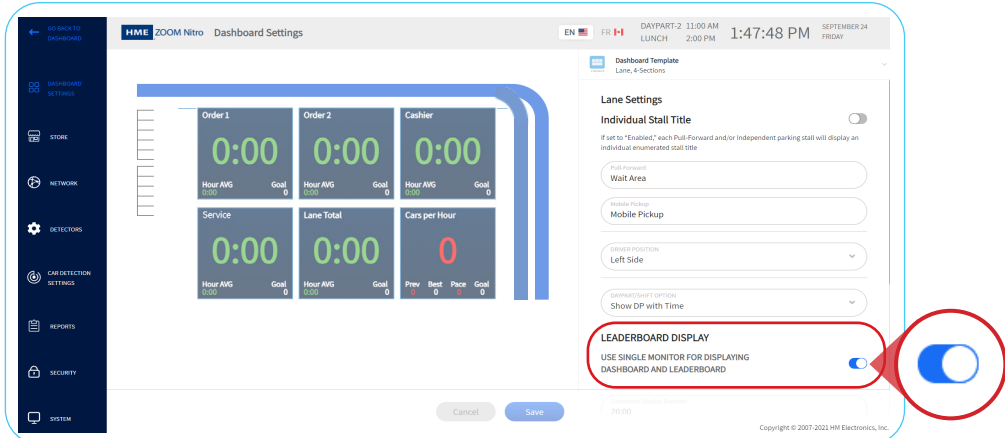 GO BACK TO
DASHBOARD
HME ZOOM Nitro Dashboard Settings
EN
FR
DAYPART-2 11:00 AM
LUNCH 2:00 PM
1:47:48 PM
SEPTEMBER 24
FRIDAY
DASHBOARD
SETTINGS
STORE
NETWORK
DETECTORS
CAR DETECTION
SETTINGS
REPORTS
SECURITY
SYSTEM
Order 1
0:00
Hour AVG Goal
0:00 0
Order 2
0:00
Hour AVG Goal
0:00 0
Cashier
0:00
Hour AVG Goal
0:00 0
Service
0:00
Hour AVG Goal
0:00 0
Lane Total
0:00
Hour AVG Goal
0:00 0
Cars per Hour
0
Prev Best Pace Goal
0 0 0 0
Dashboard Template
Lane, 4-Sections
Lane Settings
Individual Stall Title
If set to "Enabled," each Pull-Forward and/or Independent parking stall will display an
individual enumerated stall title
Pull-Forward
Wait Area
Mobile Pickup
Mobile Pickup
DRIVER POSITION
Left Side
DAYPART/SHIFT OPTION
Show DP with Time
LEADERBOARD DISPLAY
USE SINGLE MONITOR FOR DISPLAYING
DASHBOARD AND LEADERBOARD
20:00
Cancel
Save
Copyright © 2007-2021 HM Electronics, Inc.